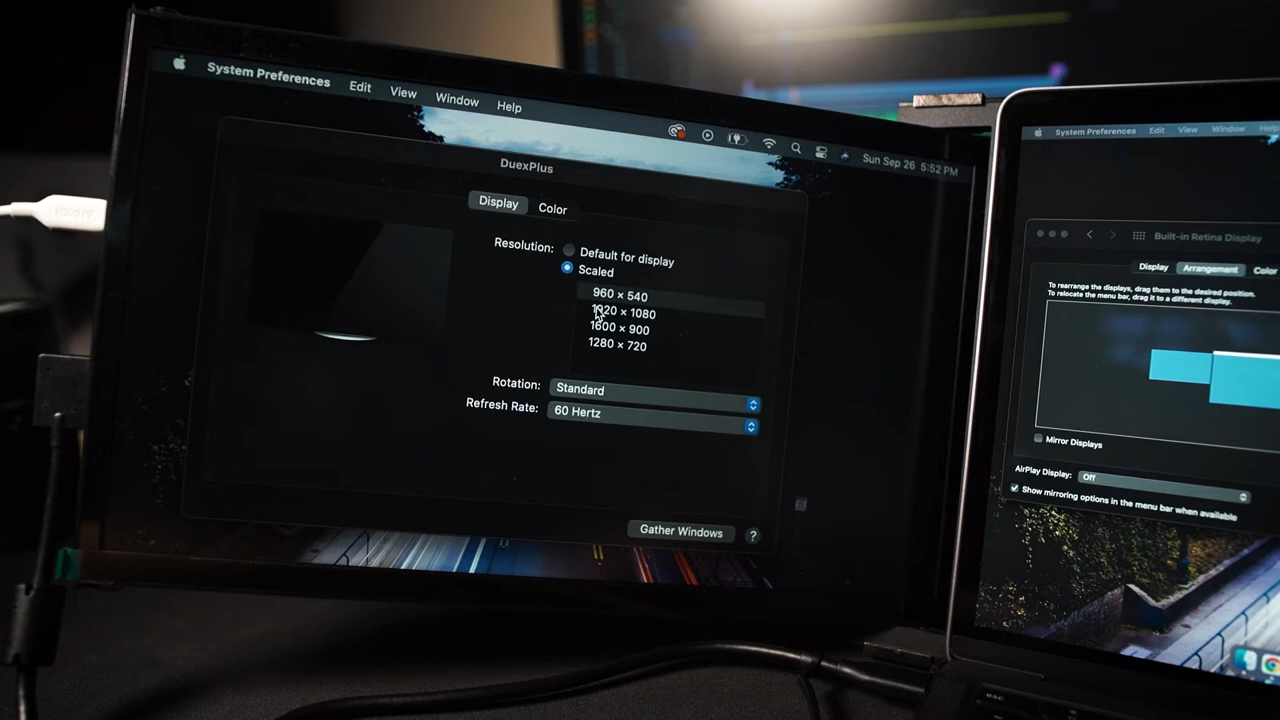 System Preferences Edit View Window Help
Sun Sep 26 5:52 PM
DuexPlus
Display Color
Resolution: Default for display
Scaled
960 × 540
1920 × 1080
1600 × 900
1280 × 720
Rotation: Standard
Refresh Rate: 60 Hertz
Gather Windows ?
System Preferences Edit View Window
Built-in Retina Display
Display Arrangement Color
To rearrange the displays, drag them to the desired position.
To relocate the menu bar, drag it to a different display.
Mirror Displays
AirPlay Display: Off
Show mirroring options in the menu bar when available
esc